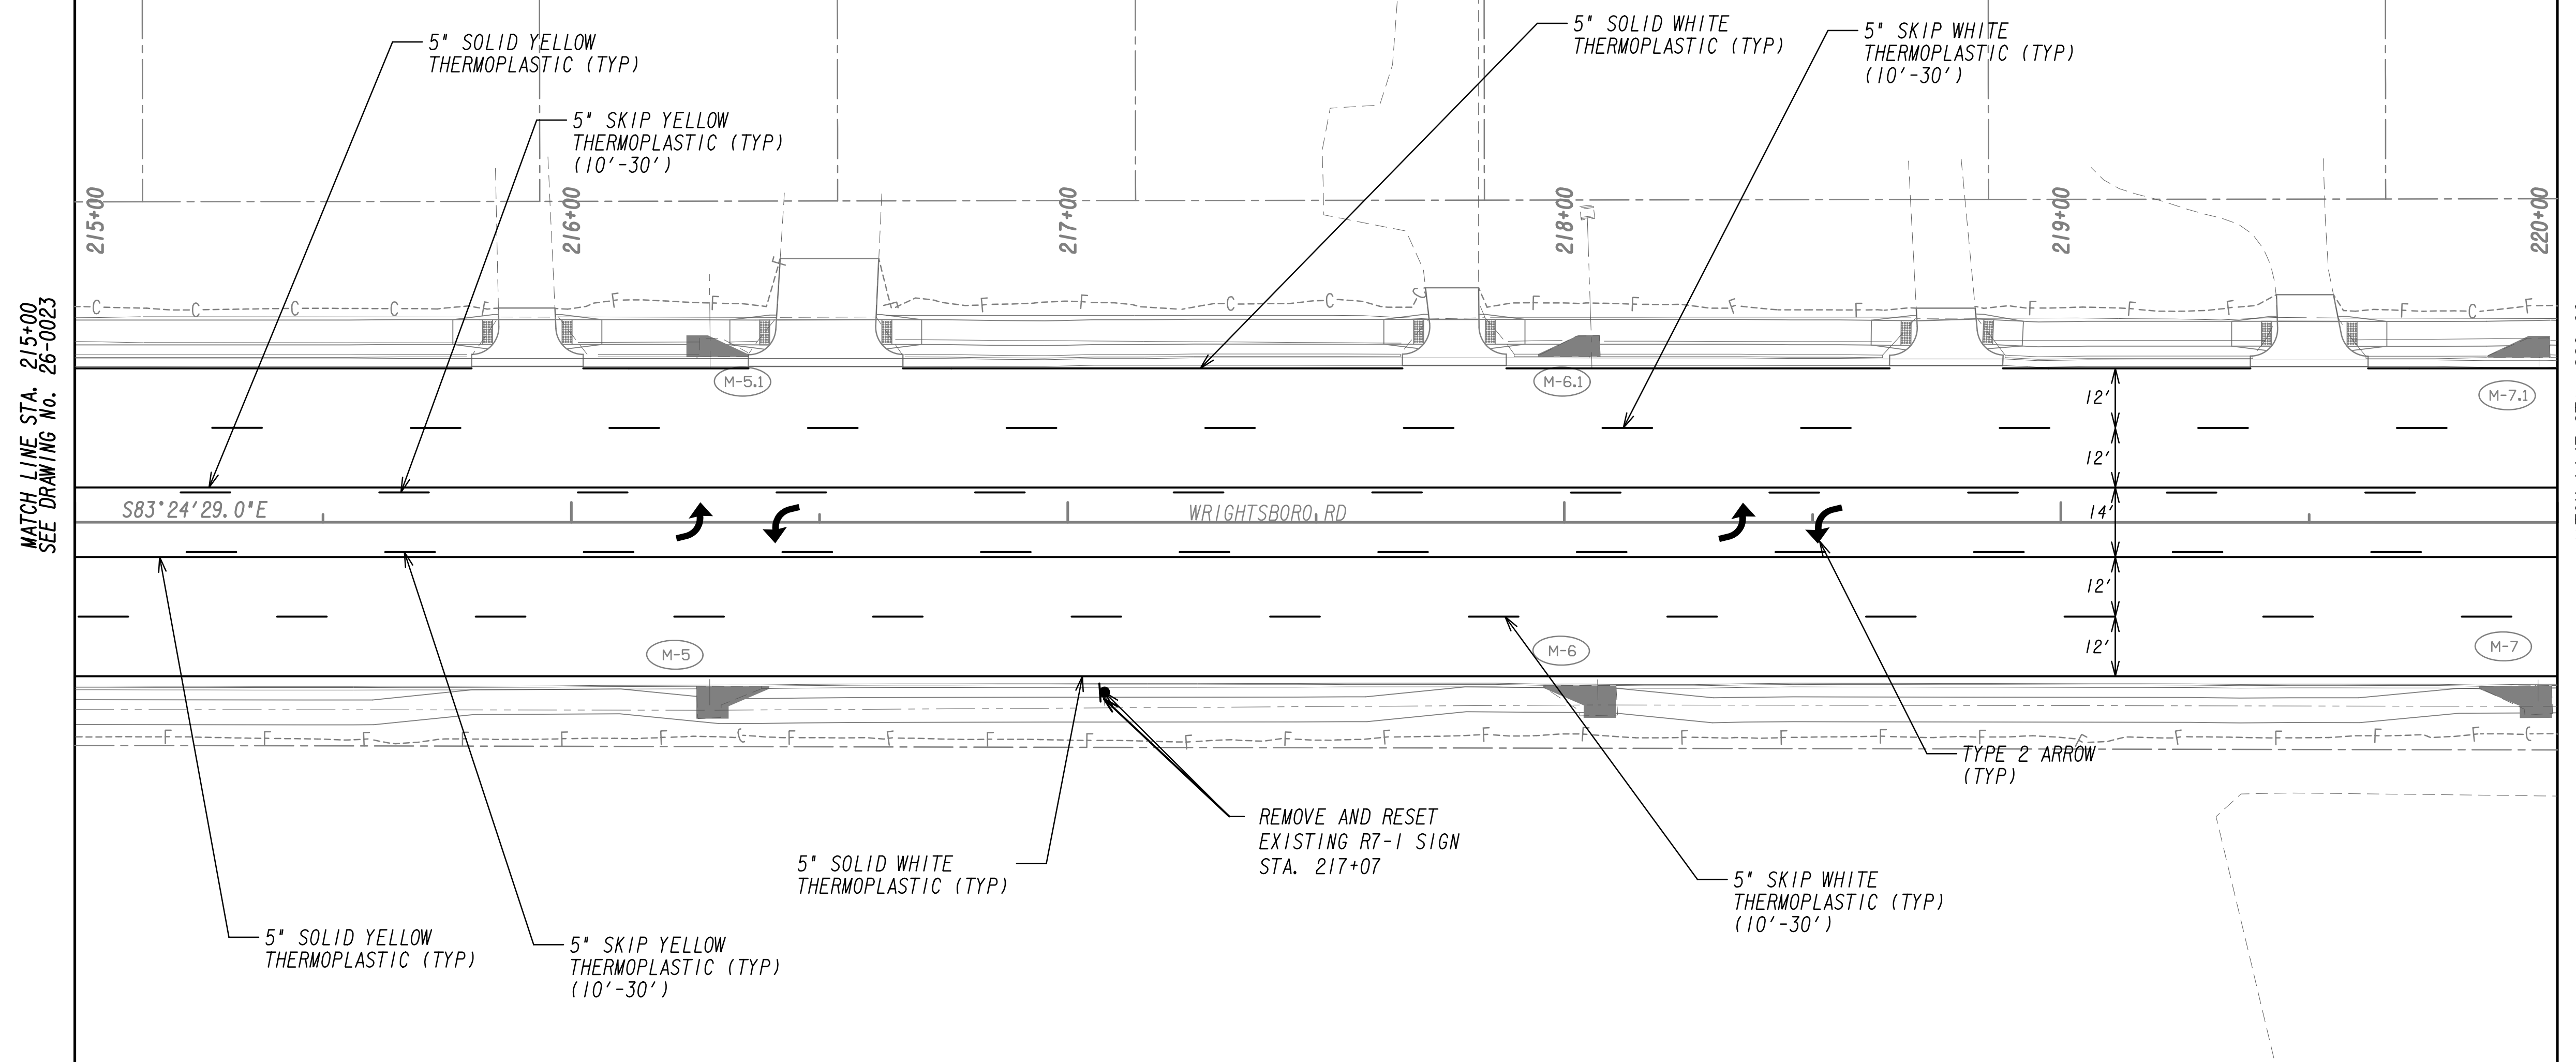 5" SOLID YELLOW
THERMOPLASTIC (TYP)
5" SKIP YELLOW
THERMOPLASTIC (TYP)
(10'-30')
5" SOLID WHITE
THERMOPLASTIC (TYP)
5" SKIP WHITE
THERMOPLASTIC (TYP)
(10'-30')
215+00
216+00
217+00
218+00
219+00
220+00
MATCH LINE STA. 215+00
SEE DRAWING No. 26-0023
C C C C F F F F F F C C C F F F F F F F C F
M-5.1
M-6.1
M-7.1
12'
12'
14'
12'
12'
S83°24'29.0"E
WRIGHTSBORO RD
M-5
M-6
M-7
F F F F F F C F F F F F F F F F F F F F F F F C
TYPE 2 ARROW
(TYP)
REMOVE AND RESET
EXISTING R7-1 SIGN
STA. 217+07
5" SOLID WHITE
THERMOPLASTIC (TYP)
5" SKIP WHITE
THERMOPLASTIC (TYP)
(10'-30')
5" SOLID YELLOW
THERMOPLASTIC (TYP)
5" SKIP YELLOW
THERMOPLASTIC (TYP)
(10'-30')